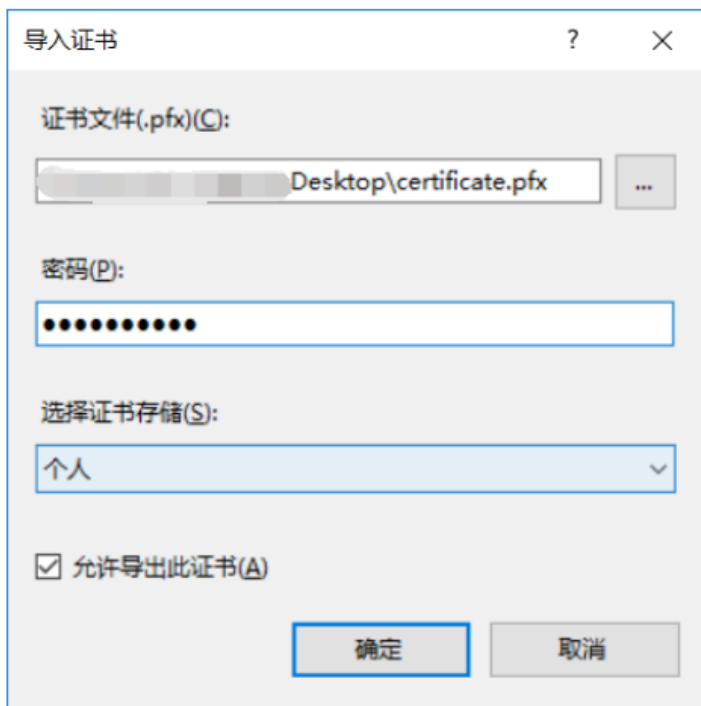 导入证书
证书文件(.pfx)(C):
Desktop\certificate.pfx
...
密码(P):
••••••••••
选择证书存储(S):
个人
允许导出此证书(A)
确定
取消